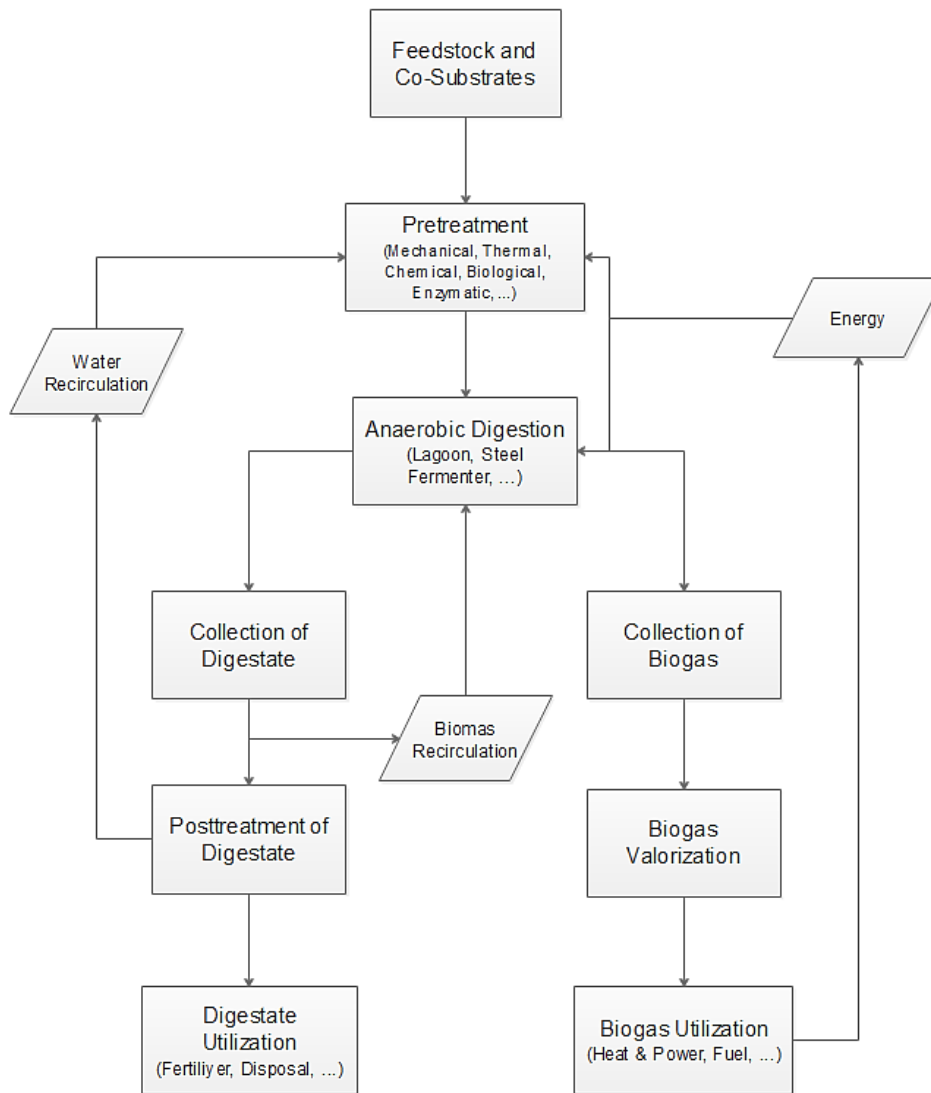 Feedstock and
Co-Substrates
Pretreatment
(Mechanical, Thermal,
Chemical, Biological,
Enzymatic, ...)
Water
Recirculation
Energy
Anaerobic Digestion
(Lagoon, Steel
Fermenter, ...)
Collection of
Digestate
Collection of
Biogas
Biomas
Recirculation
Posttreatment of
Digestate
Biogas
Valorization
Digestate
Utilization
(Fertiliyer, Disposal, ...)
Biogas Utilization
(Heat & Power, Fuel, ...)